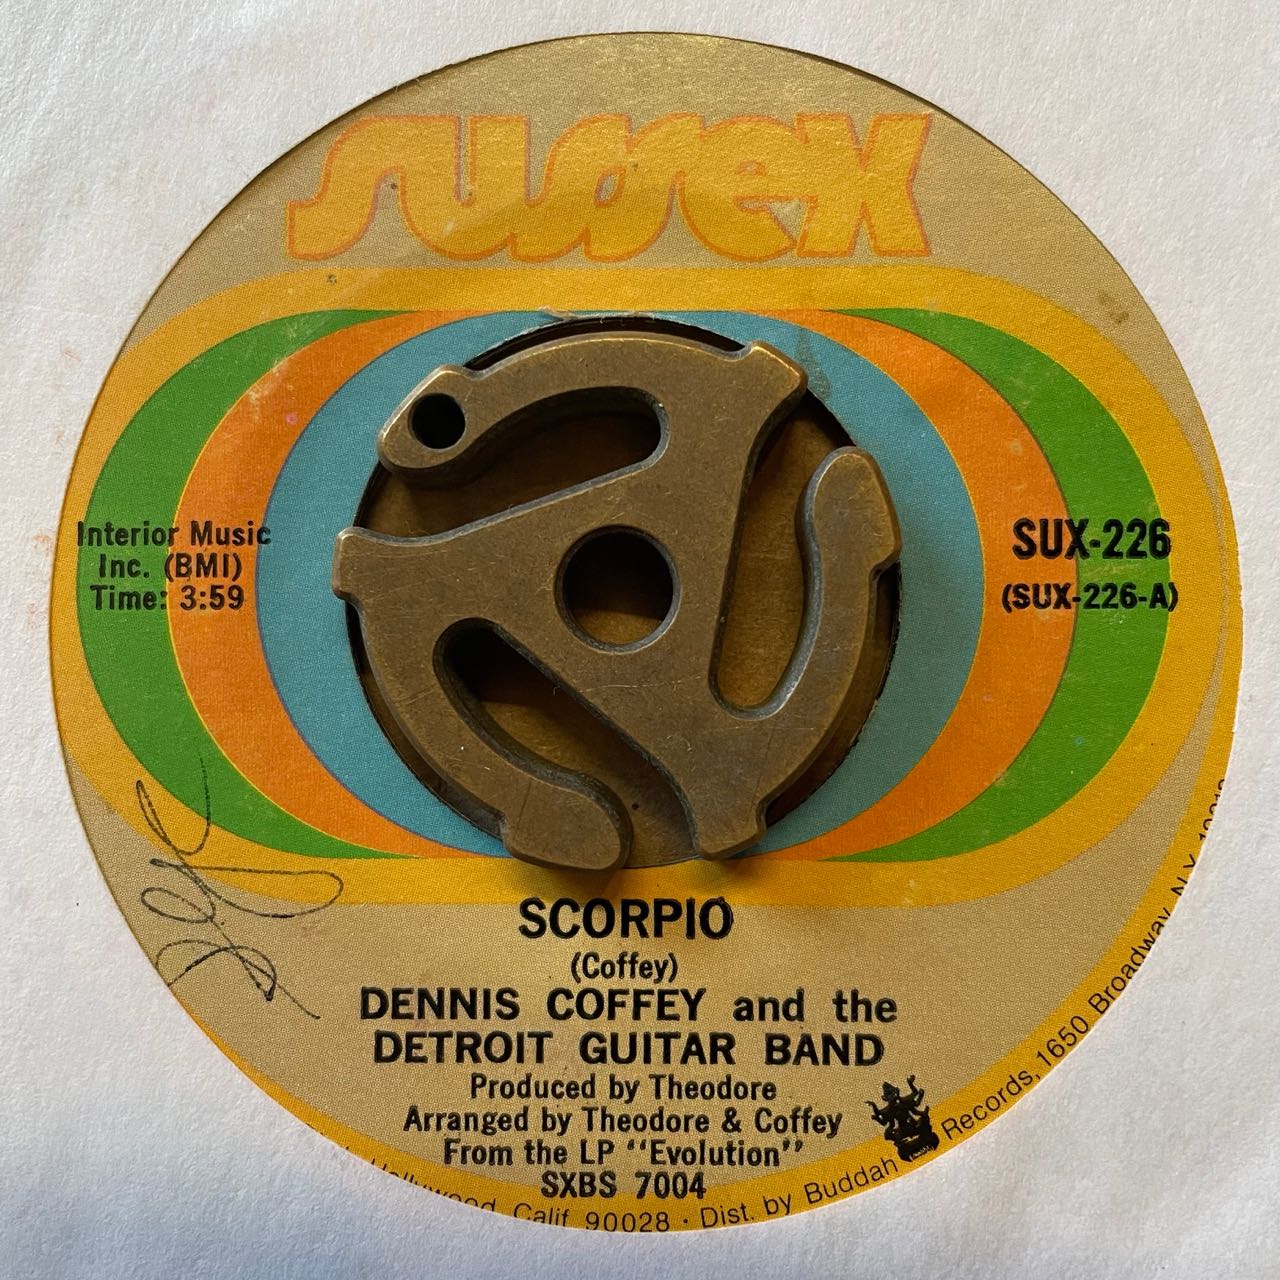 sussex
Interior Music
Inc. (BMI)
Time: 3:59
SUX-226
(SUX-226-A)
SCORPIO
(Coffey)
DENNIS COFFEY and the
DETROIT GUITAR BAND
Produced by Theodore
Arranged by Theodore & Coffey
From the LP "Evolution"
SXBS 7004
Hollywood, Calif. 90028 · Dist. by Buddah Records, 1650 Broadway, N.Y.